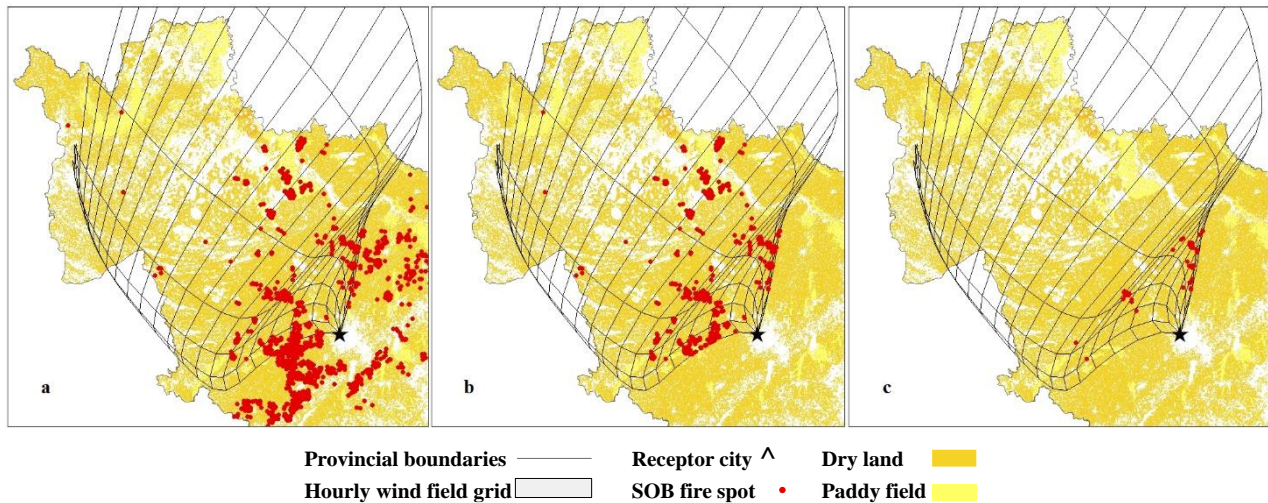 a b c
Provincial boundaries Receptor city ^ Dry land
Hourly wind field grid SOB fire spot Paddy field